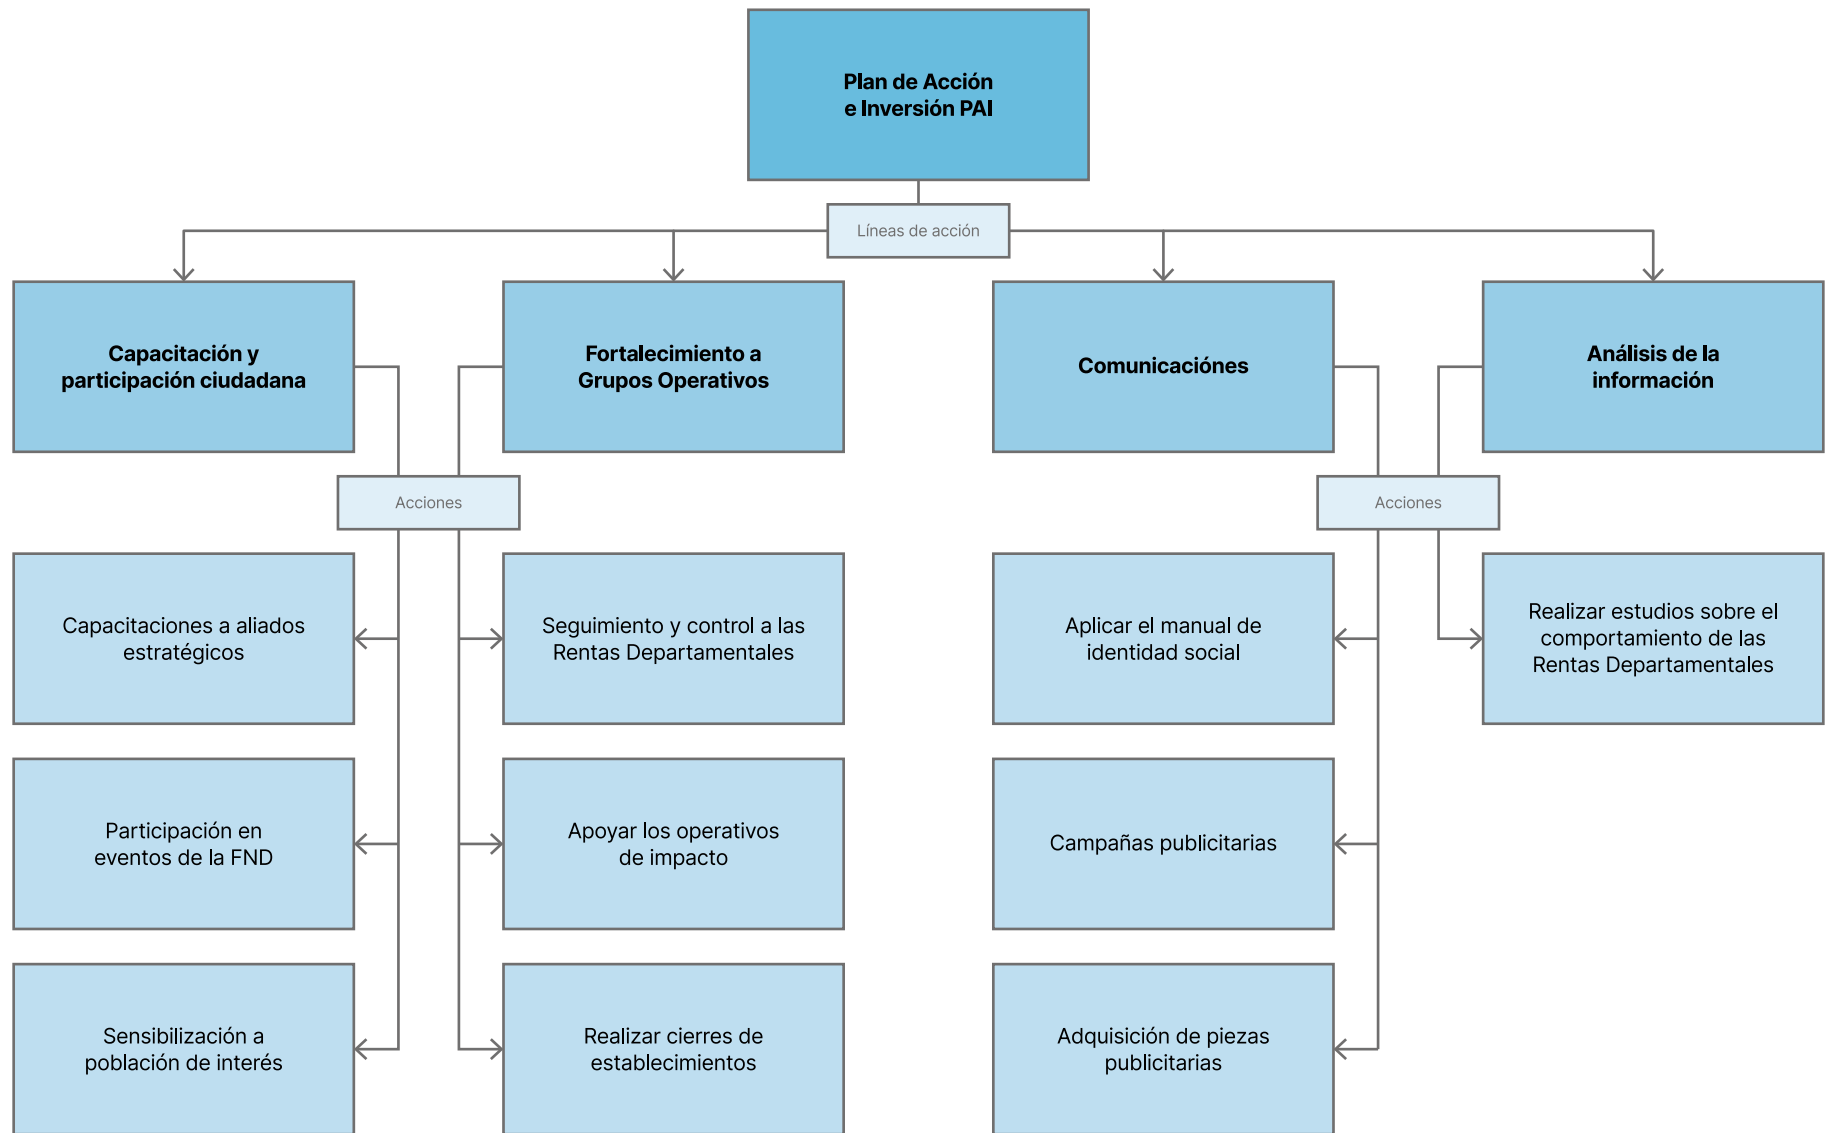 Plan de Acción
e Inversión PAI
Líneas de acción
Capacitación y
participación ciudadana
Fortalecimiento a
Grupos Operativos
Comunicaciónes
Análisis de la
información
Acciones
Acciones
Capacitaciones a aliados
estratégicos
Seguimiento y control a las
Rentas Departamentales
Aplicar el manual de
identidad social
Realizar estudios sobre el
comportamiento de las
Rentas Departamentales
Participación en
eventos de la FND
Apoyar los operativos
de impacto
Campañas publicitarias
Sensibilización a
población de interés
Realizar cierres de
establecimientos
Adquisición de piezas
publicitarias